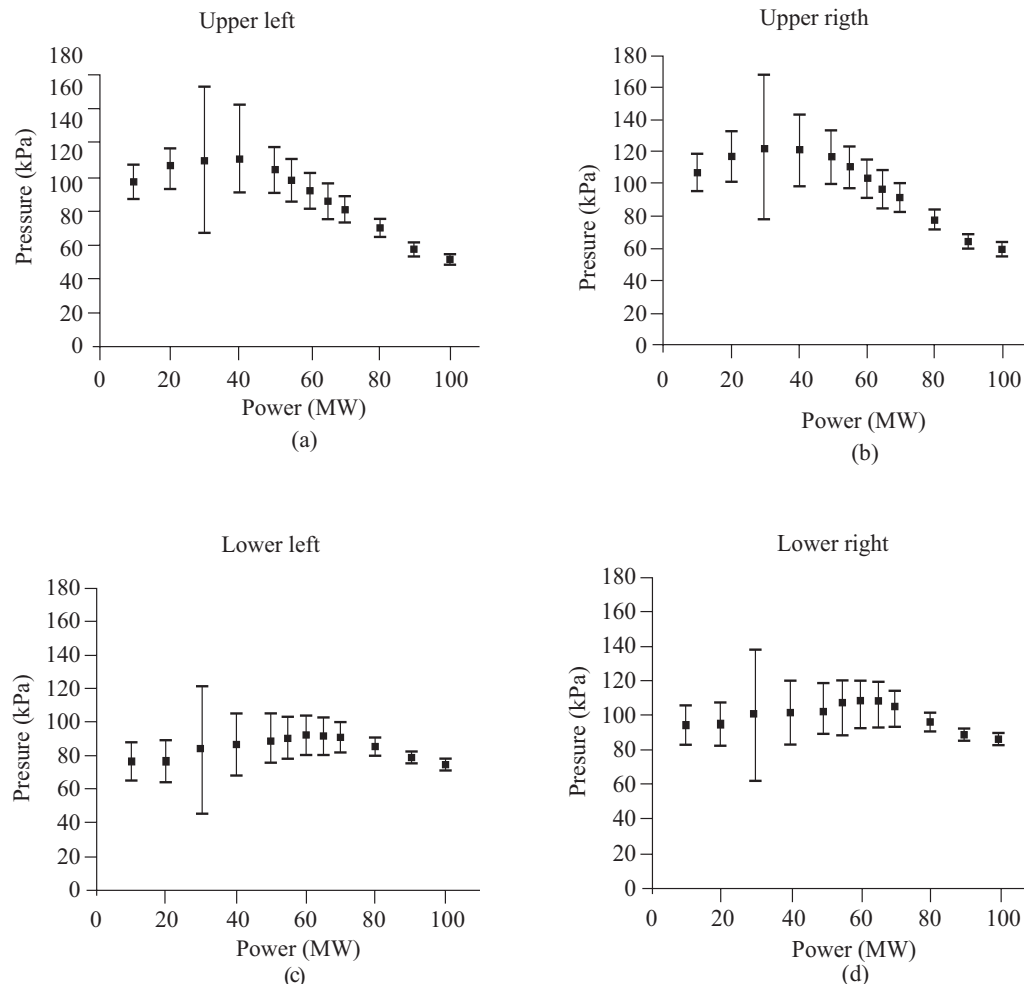 Upper left
180
160
140
120
100
80
60
40
20
0
Pressure (kPa)
0 20 40 60 80 100
Power (MW)
(a)
Upper rigth
180
160
140
120
100
80
60
40
20
0
Presure (kPa)
0 20 40 60 80 100
Power (MW)
(b)
Lower left
180
160
140
120
100
80
60
40
20
0
Presure (kPa)
0 20 40 60 80 100
Power (MW)
(c)
Lower right
180
160
140
120
100
80
60
40
20
0
Presure (kPa)
0 20 40 60 80 100
Power (MW)
(d)